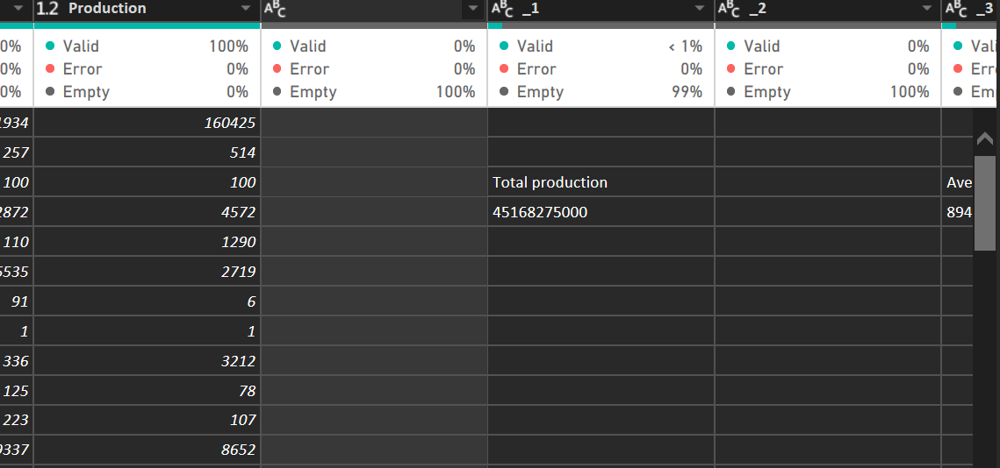 1.2 Production ABC ABC _1 ABC _2 ABC _3
0% Valid 100% Valid 0% Valid < 1% Valid 0% Vali
0% Error 0% Error 0% Error 0% Error 0% Erro
0% Empty 0% Empty 100% Empty 99% Empty 100% Em
1934 160425
257 514
100 100 Total production Ave
2872 4572 45168275000 894
110 1290
5535 2719
91 6
1 1
336 3212
125 78
223 107
9337 8652